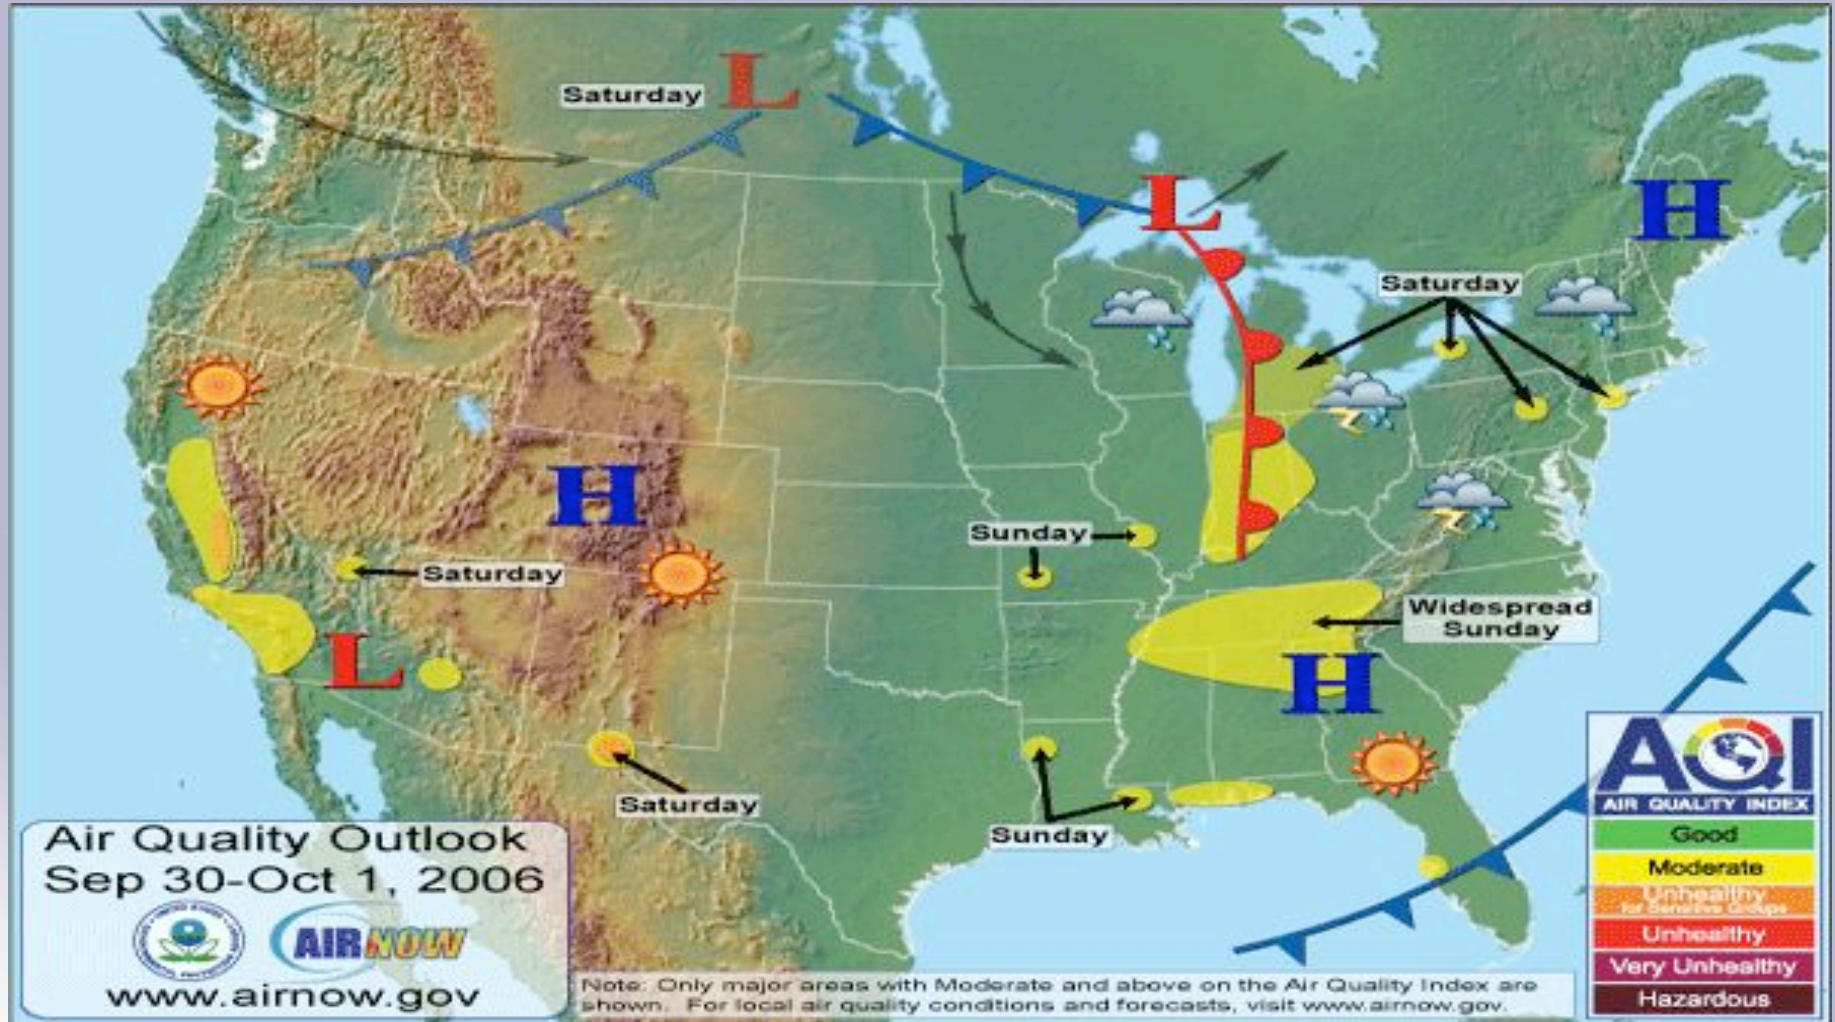 Saturday
L
L
H
Saturday
H
Sunday
Saturday
Widespread
Sunday
L
H
Saturday
Sunday
Air Quality Outlook
Sep 30-Oct 1, 2006
AIRNOW
www.airnow.gov
Note: Only major areas with Moderate and above on the Air Quality Index are
shown. For local air quality conditions and forecasts, visit www.airnow.gov.
AQI
AIR QUALITY INDEX
Good
Moderate
Unhealthy
for Sensitive Groups
Unhealthy
Very Unhealthy
Hazardous